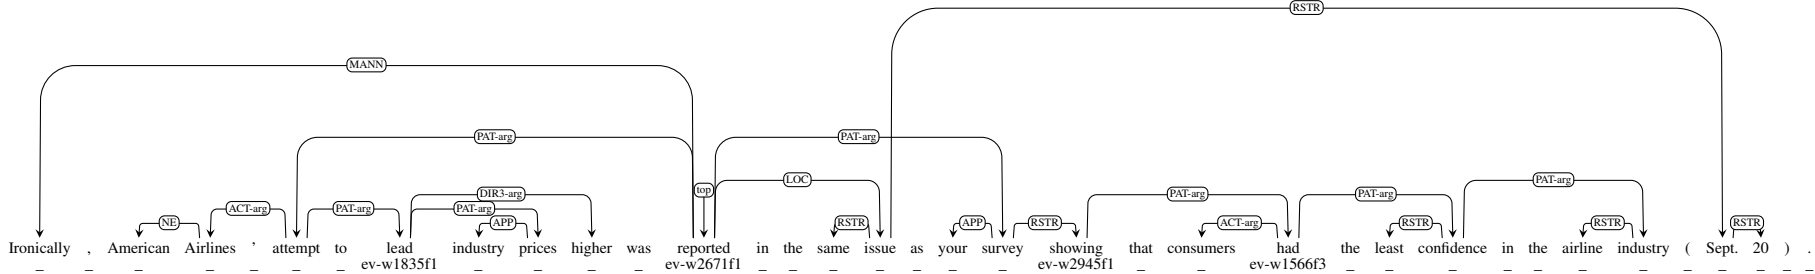 RSTR
MANN
PAT-arg PAT-arg
top LOC PAT-arg
DIR3-arg PAT-arg PAT-arg
ACT-arg PAT-arg PAT-arg
NE APP RSTR APP RSTR ACT-arg RSTR RSTR RSTR
Ironically , American Airlines ' attempt to lead industry prices higher was reported in the same issue as your survey showing that consumers had the least confidence in the airline industry ( Sept. 20 ) .
_ _ _ _ _ _ _ ev-w1835f1 _ _ _ _ ev-w2671f1 _ _ _ _ _ _ _ ev-w2945f1 _ _ ev-w1566f3 _ _ _ _ _ _ _ _ _ _ _ _